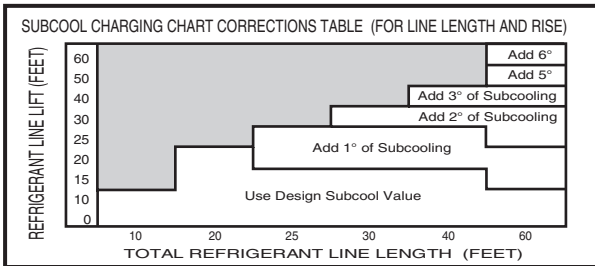 SUBCOOL CHARGING CHART CORRECTIONS TABLE (FOR LINE LENGTH AND RISE)
REFRIGERANT LINE LIFT (FEET)
60
50
40
30
25
20
15
10
0
Add 6°
Add 5°
Add 3° of Subcooling
Add 2° of Subcooling
Add 1° of Subcooling
Use Design Subcool Value
10 20 25 30 40 60
TOTAL REFRIGERANT LINE LENGTH (FEET)